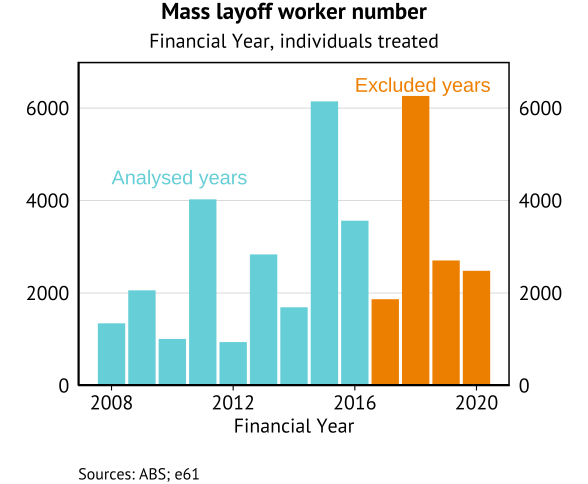 Mass layoff worker number
Financial Year, individuals treated
Excluded years
6000 6000
Analysed years
4000 4000
2000 2000
0 0
2008 2012 2016 2020
Financial Year
Sources: ABS; e61